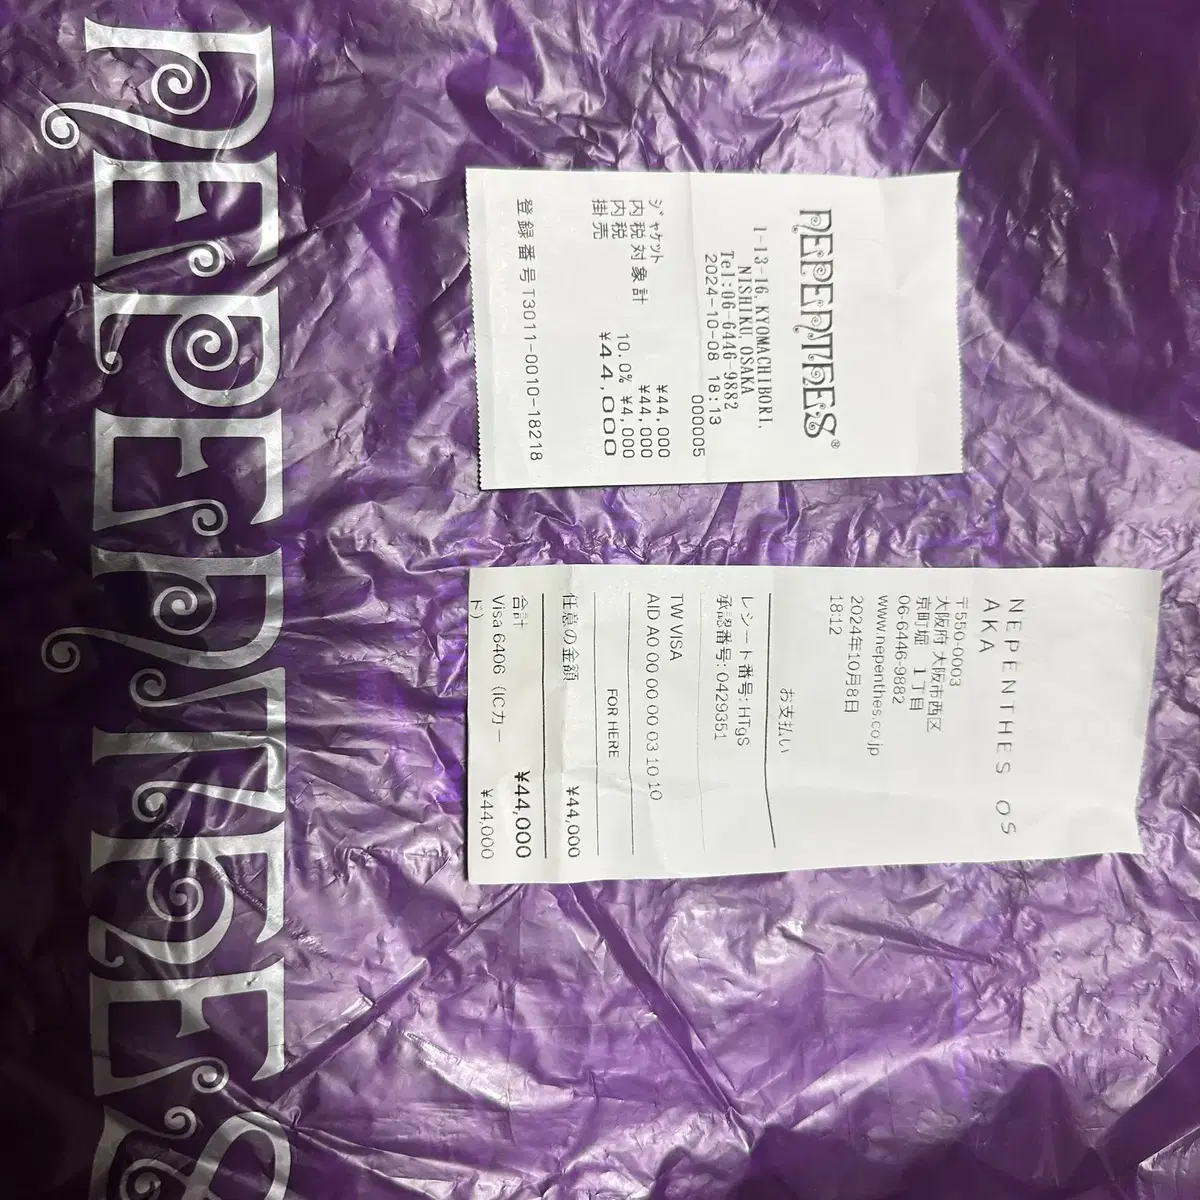 NEPENTHES
NEPENTHES®
1-13-16, KYOMACHIBORI,
NISHIKU, OSAKA
Tel:06-6446-9882
2024-10-08 18:13
000005
ジャケット ¥44,000
内税対象計 ¥44,000
内税 10.0% ¥4,000
掛売 ¥44,000
登録番号 T3011-0010-18218
NEPENTHES OS
AKA
〒550-0003
大阪府 大阪市西区
京町堀 1丁目
06-6446-9882
www.nepenthes.co.jp
2024年10月8日
18:12
お支払い
レシート番号: HTgS
承認番号: 0429351
TW VISA
AID A0 00 00 00 03 10 10
FOR HERE
任意の金額 ¥44,000
合計 ¥44,000
Visa 6406 (ICカー ¥44,000
ド)